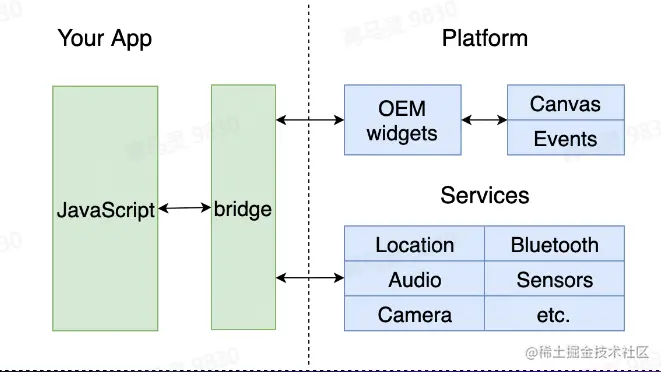 Your App
Platform
JavaScript
bridge
OEM
widgets
Canvas
Events
Services
Location
Bluetooth
Audio
Sensors
Camera
etc.
@稀土掘金技术社区